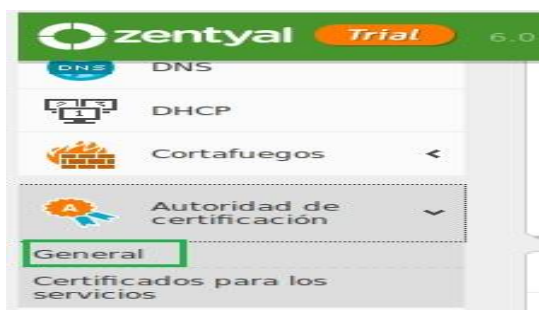 zentyal Trial 6.0
DNS DNS
DHCP
Cortafuegos
Autoridad de
certificación
General
Certificados para los
servicios